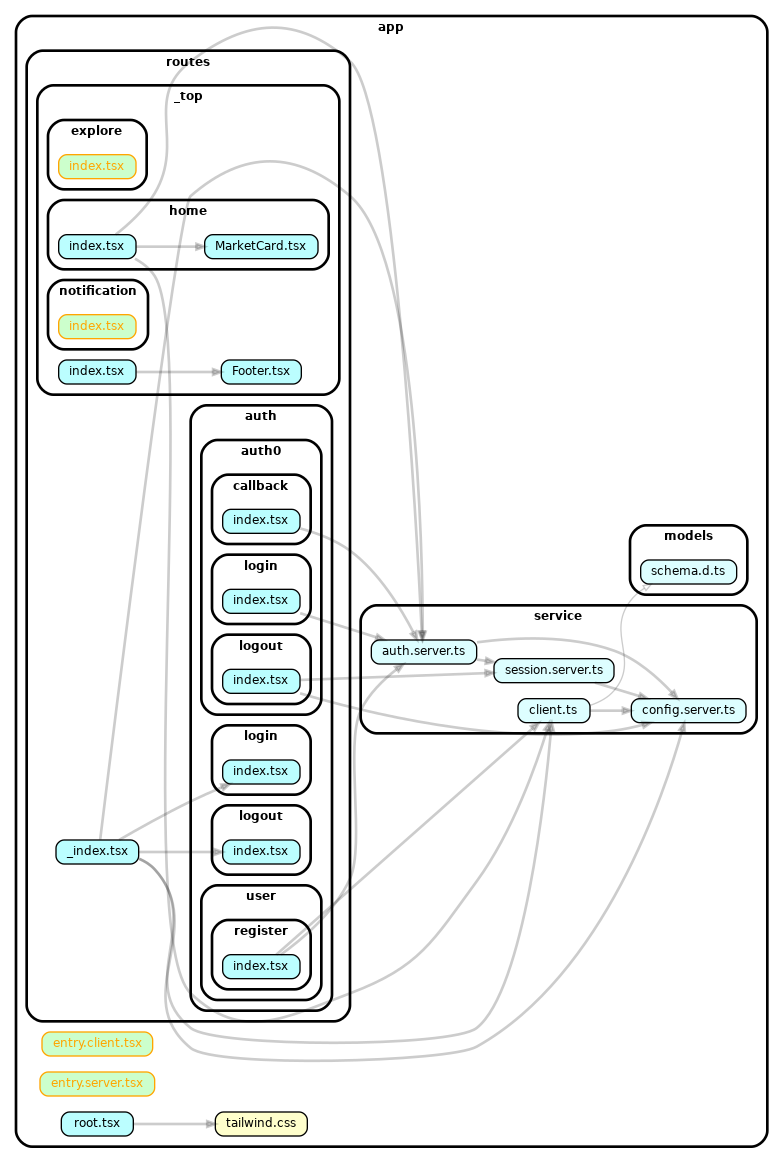 app
routes
_top
explore
index.tsx
home
index.tsx
MarketCard.tsx
notification
index.tsx
index.tsx
Footer.tsx
auth
auth0
callback
index.tsx
login
index.tsx
logout
index.tsx
login
index.tsx
logout
index.tsx
_index.tsx
user
register
index.tsx
models
schema.d.ts
service
auth.server.ts
session.server.ts
client.ts
config.server.ts
entry.client.tsx
entry.server.tsx
root.tsx
tailwind.css